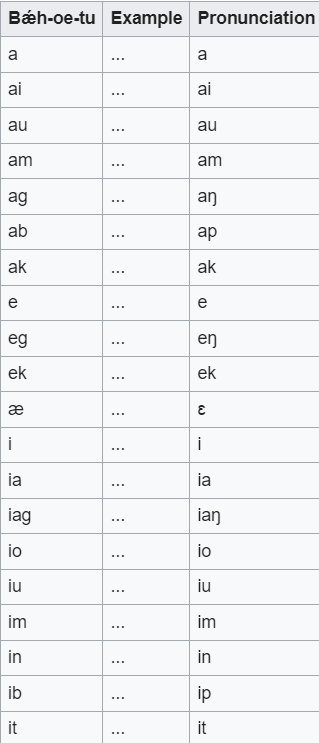 Bǽh-oe-tu Example Pronunciation
a ... a
ai ... ai
au ... au
am ... am
ag ... aŋ
ab ... ap
ak ... ak
e ... e
eg ... eŋ
ek ... ek
æ ... ɛ
i ... i
ia ... ia
iag ... iaŋ
io ... io
iu ... iu
im ... im
in ... in
ib ... ip
it ... it